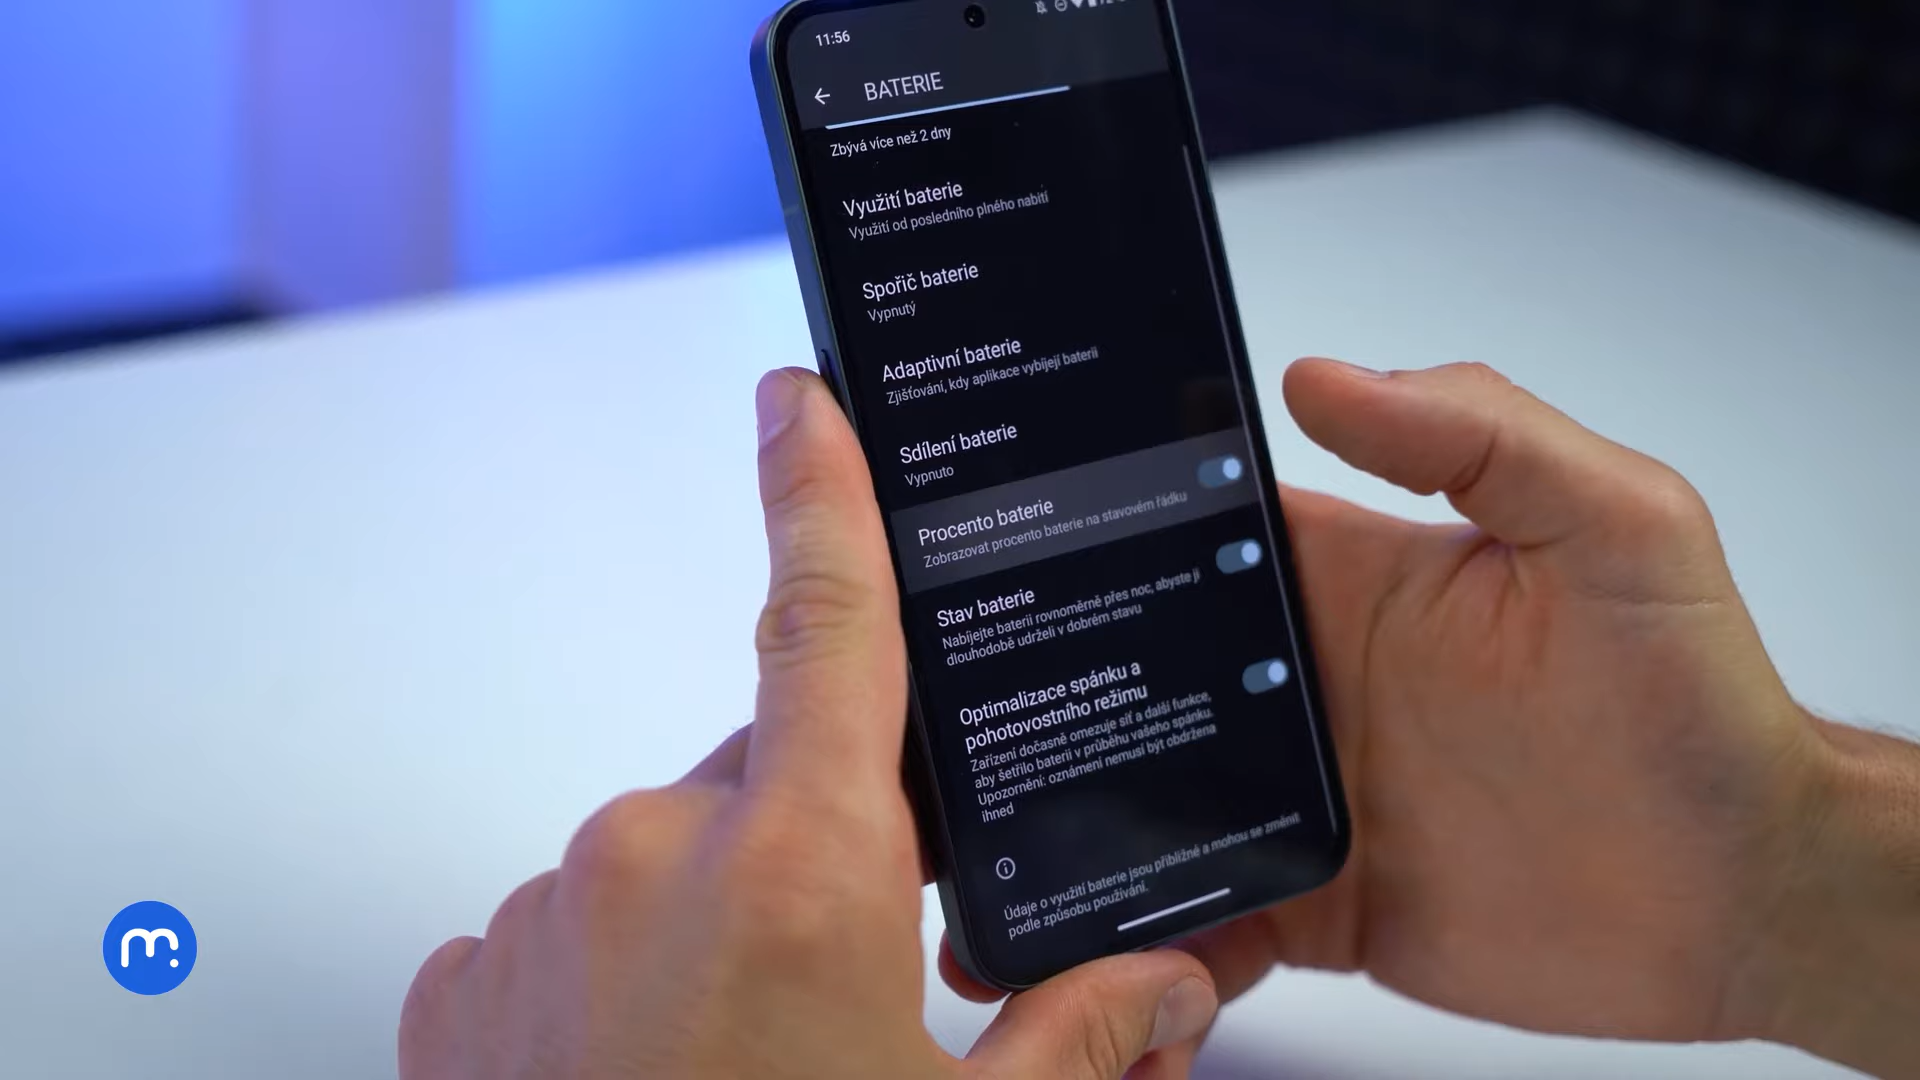 11:56
BATERIE
Zbývá více než 2 dny
Využití baterie
Využití od posledního plného nabití
Spořič baterie
Vypnutý
Adaptivní baterie
Zjišťování, kdy aplikace vybíjejí baterii
Sdílení baterie
Vypnuto
Procento baterie
Zobrazovat procento baterie na stavovém řádku
Stav baterie
Nabíjejte baterii rovnoměrně přes noc, abyste ji
dlouhodobě udrželi v dobrém stavu
Optimalizace spánku a
pohotovostního režimu
Zařízení dočasně omezuje síť a další funkce,
aby šetřilo baterii v průběhu vašeho spánku.
Upozornění: oznámení nemusí být obdržena
ihned
Údaje o využití baterie jsou přibližné a mohou se změnit
podle způsobu používání.
m.